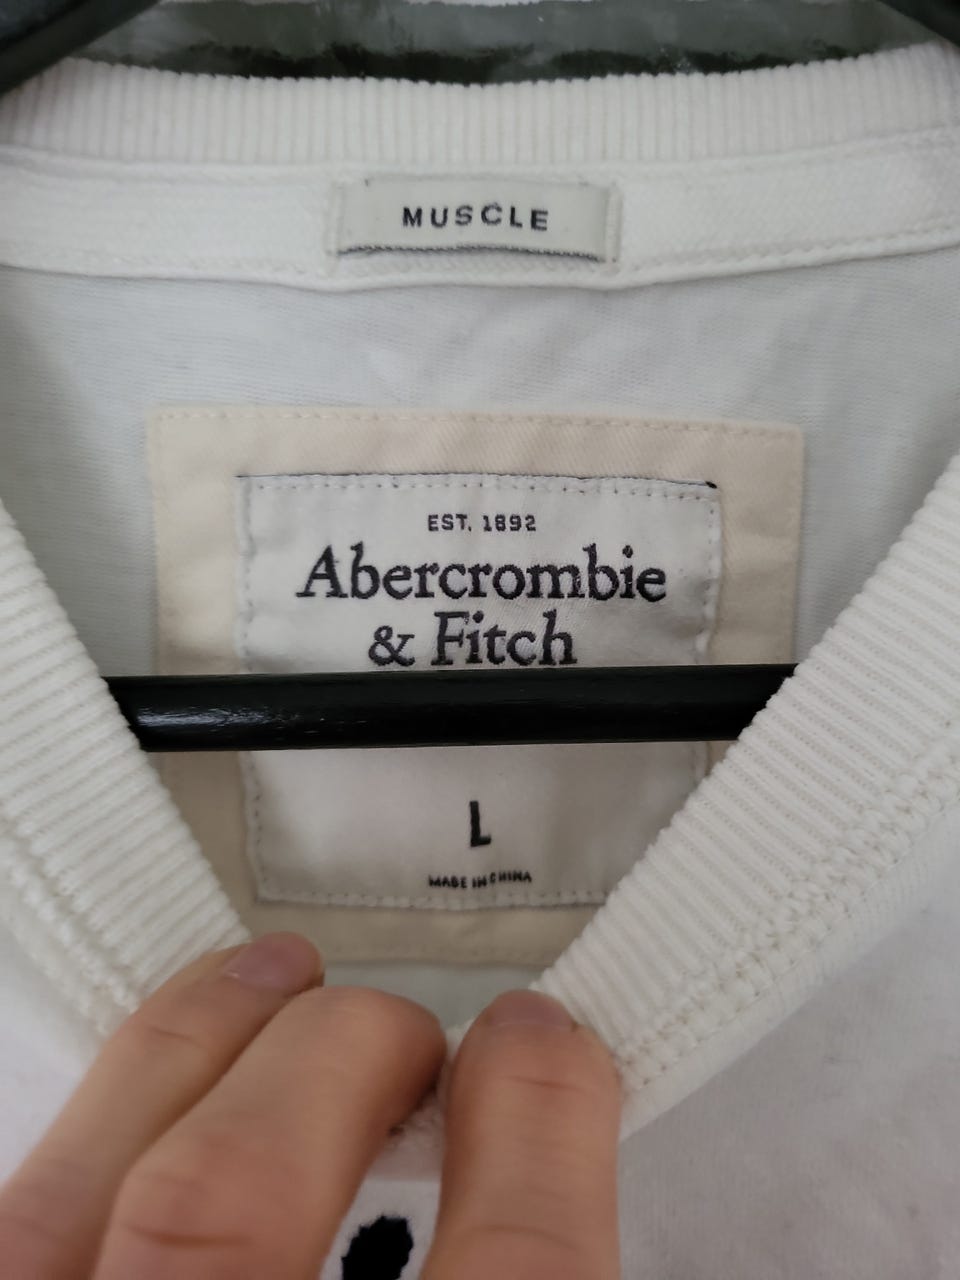 MUSCLE
EST. 1892
Abercrombie
& Fitch
L
MADE IN CHINA